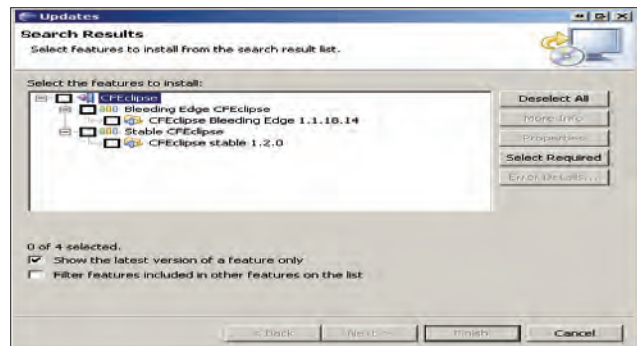 Updates
Search Results
Select features to install from the search result list.
Select the features to install:
CFEclipse
Bleeding Edge CFEclipse
CFEclipse Bleeding Edge 1.1.18.14
Stable CFEclipse
CFEclipse stable 1.2.0
Deselect All
More Info
Properties
Select Required
Error Details...
0 of 4 selected.
Show the latest version of a feature only
Filter features included in other features on the list
< Back
Next >
Finish
Cancel